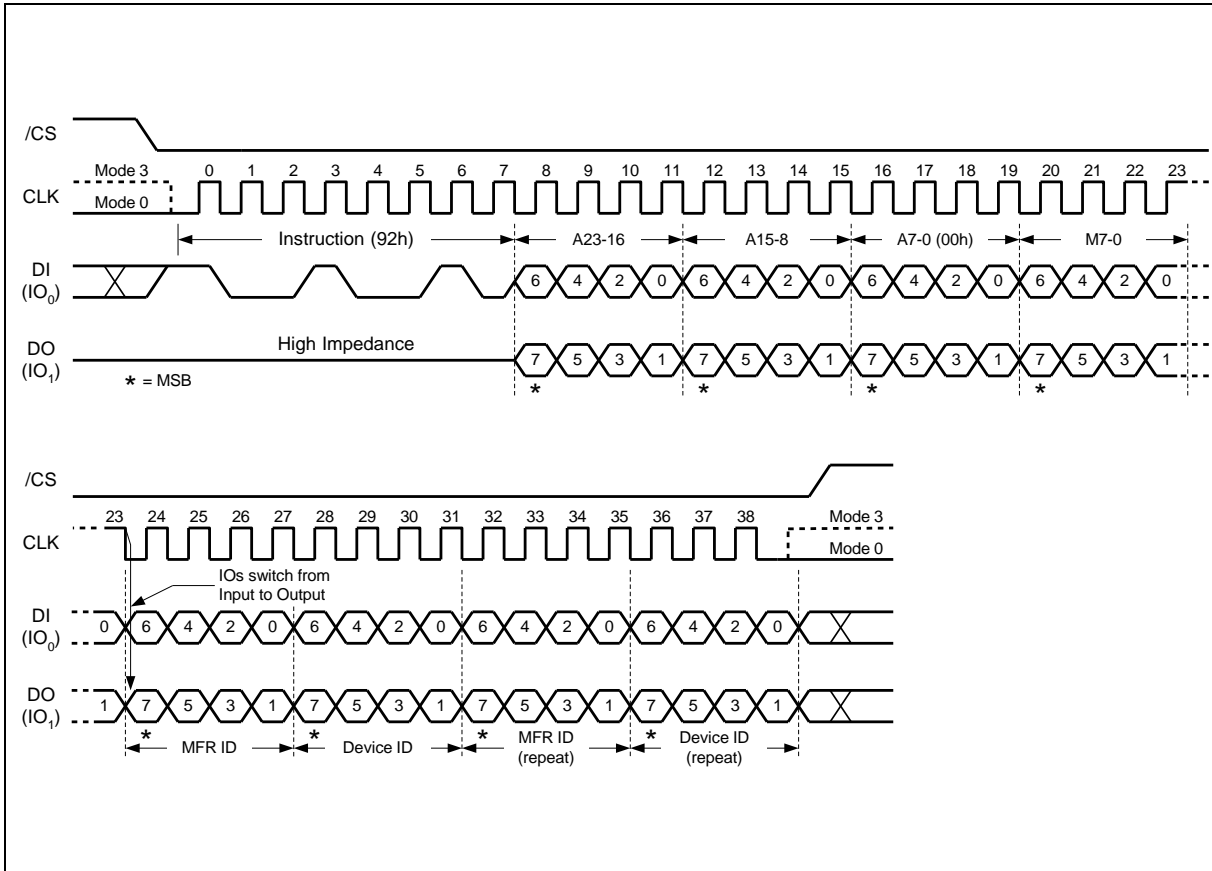 /CS
Mode 3 0 1 2 3 4 5 6 7 8 9 10 11 12 13 14 15 16 17 18 19 20 21 22 23
CLK
Mode 0
Instruction (92h) A23-16 A15-8 A7-0 (00h) M7-0
DI
(IO0)
6 4 2 0 6 4 2 0 6 4 2 0 6 4 2 0
High Impedance
DO
(IO1)
7 5 3 1 7 5 3 1 7 5 3 1 7 5 3 1
* = MSB * * * *
/CS
23 24 25 26 27 28 29 30 31 32 33 34 35 36 37 38 Mode 3
CLK
Mode 0
IOs switch from
Input to Output
DI
(IO0)
0 6 4 2 0 6 4 2 0 6 4 2 0 6 4 2 0
DO
(IO1)
1 7 5 3 1 7 5 3 1 7 5 3 1 7 5 3 1
* * * *
MFR ID Device ID MFR ID
(repeat) Device ID
(repeat)